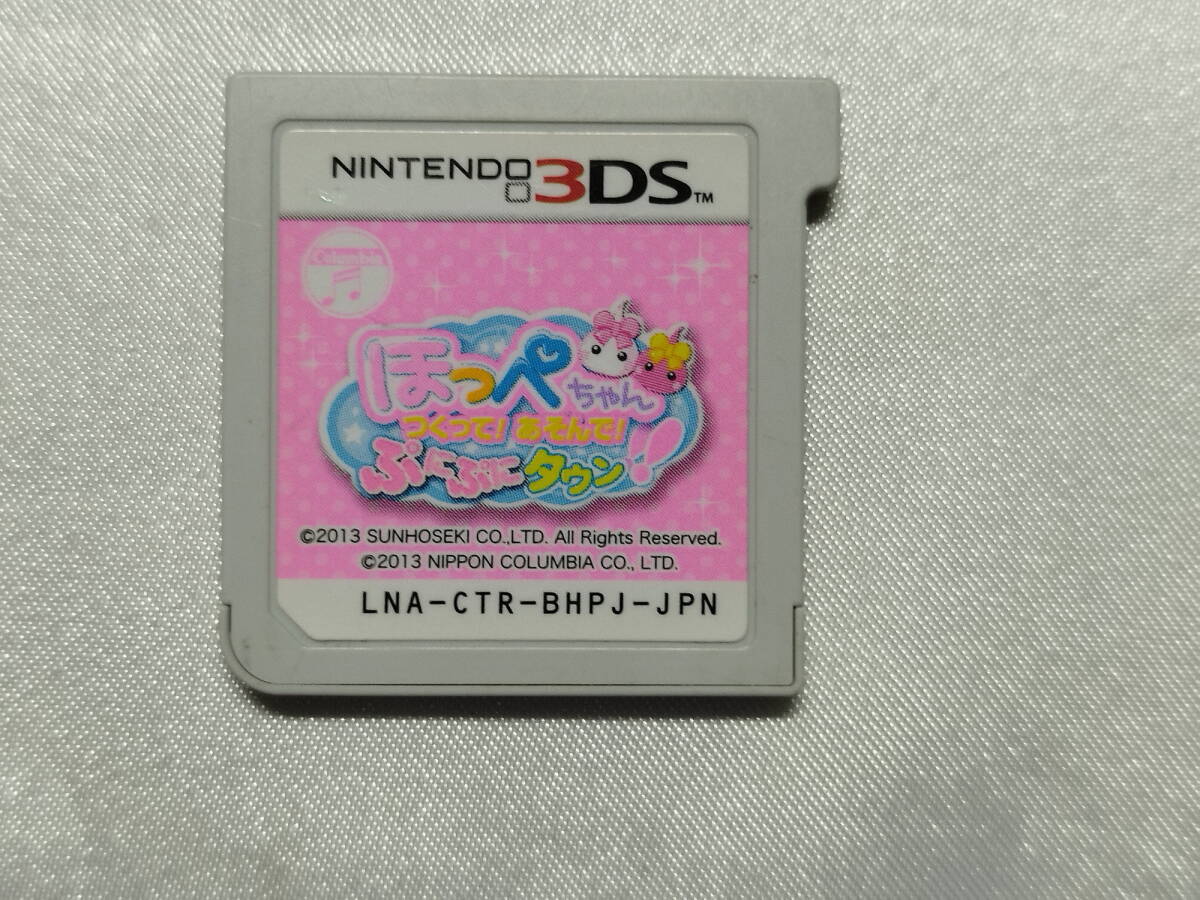 NINTENDO 3DS™
Columbia
ほっぺちゃん
つくって!あそんで!
ぷにぷにタウン!!
©2013 SUNHOSEKI CO.,LTD. All Rights Reserved.
©2013 NIPPON COLUMBIA CO., LTD.
LNA-CTR-BHPJ-JPN